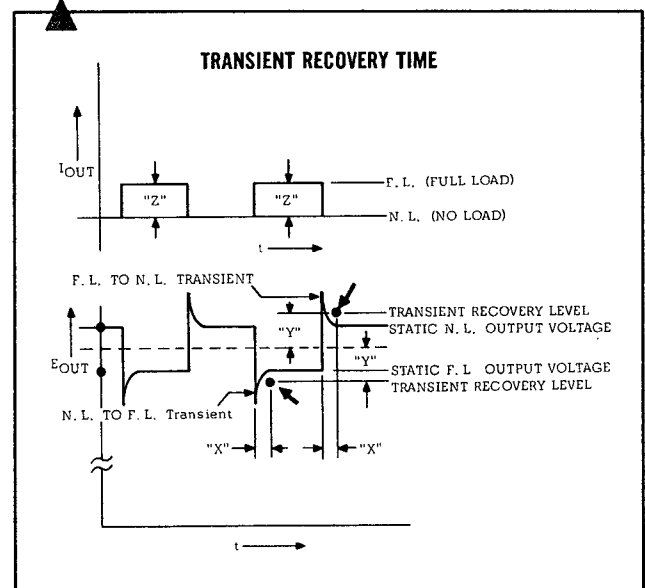 TRANSIENT RECOVERY TIME
IOUT
"Z"
"Z"
F.L. (FULL LOAD)
N.L. (NO LOAD)
t
F.L. TO N.L. TRANSIENT
TRANSIENT RECOVERY LEVEL
STATIC N.L. OUTPUT VOLTAGE
"Y"
"Y"
EOUT
STATIC F.L OUTPUT VOLTAGE
TRANSIENT RECOVERY LEVEL
N.L. TO F.L. Transient
"X"
"X"
t